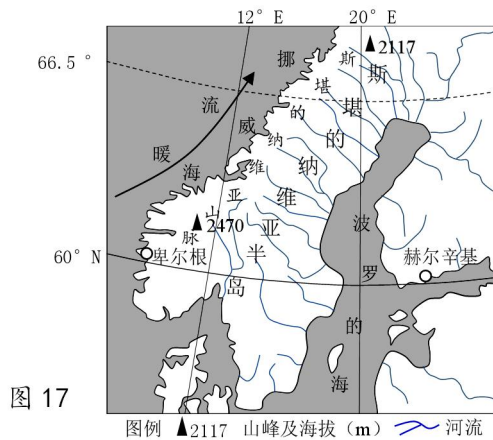 12°E
20°E
▲2117
66.5°
挪威海
暖流
斯堪的纳维亚山脉
斯堪的纳维亚半岛
▲2470
卑尔根
60°N
赫尔辛基
波罗的海
图 17
图例 ▲2117 山峰及海拔（m） 河流